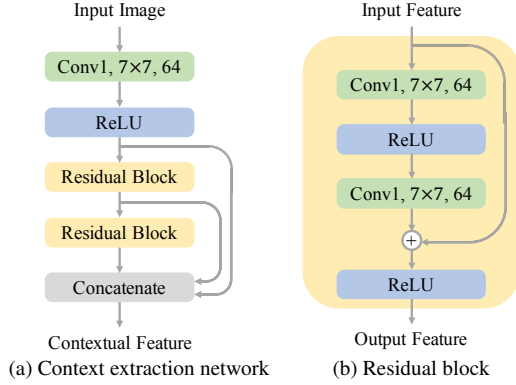 Input Image
Conv1, 7×7, 64
ReLU
Residual Block
Residual Block
Concatenate
Contextual Feature
(a) Context extraction network
Input Feature
Conv1, 7×7, 64
ReLU
Conv1, 7×7, 64
+
ReLU
Output Feature
(b) Residual block